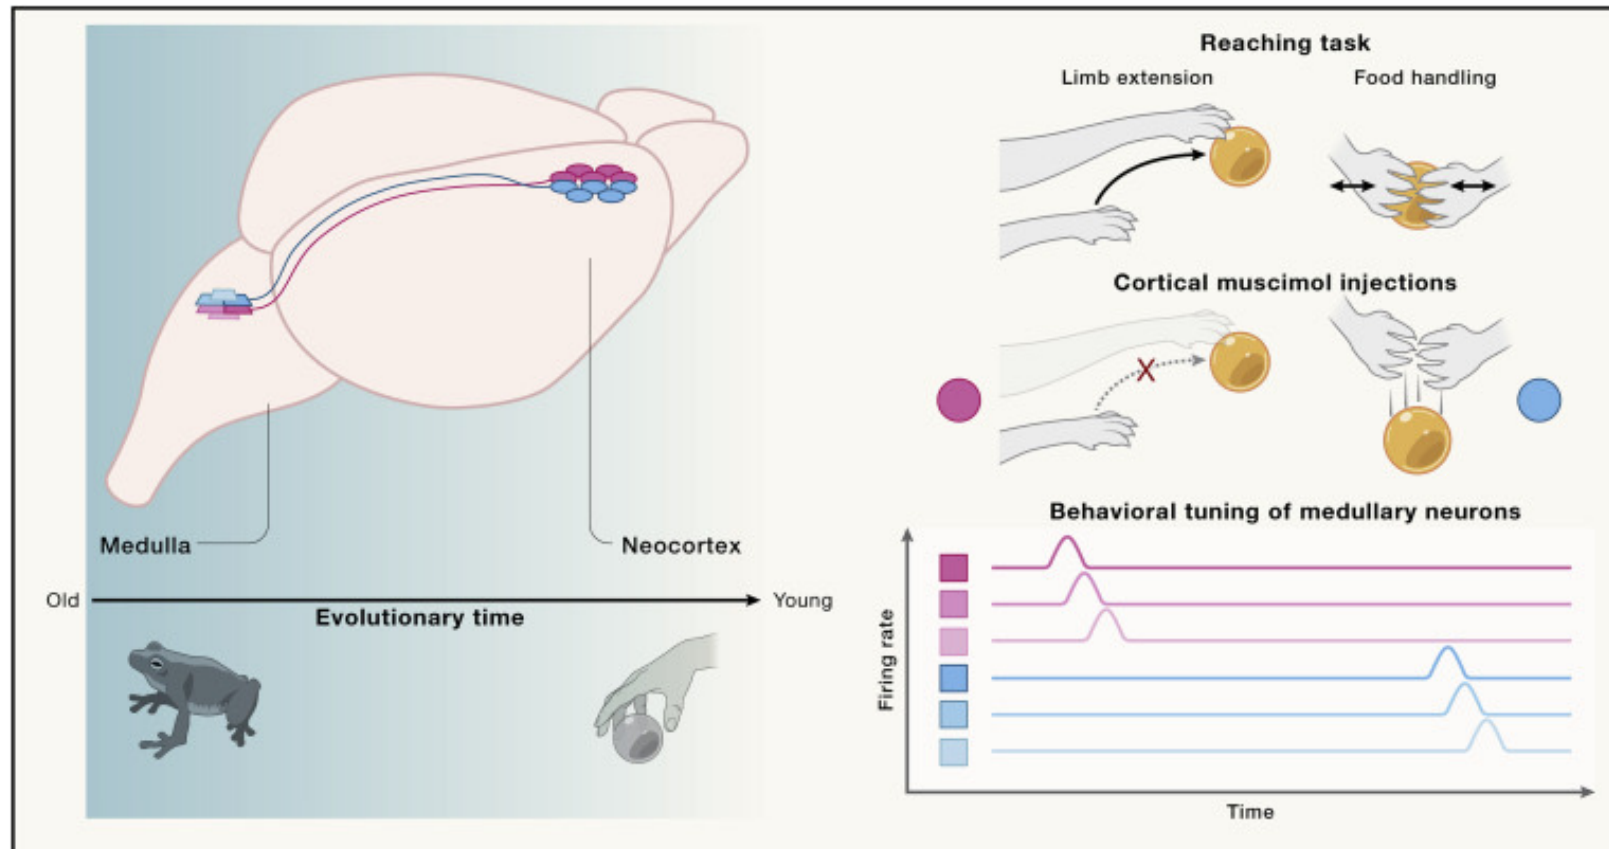 Medulla
Neocortex
Old
Young
Evolutionary time
Reaching task
Limb extension
Food handling
Cortical muscimol injections
X
Behavioral tuning of medullary neurons
Firing rate
Time